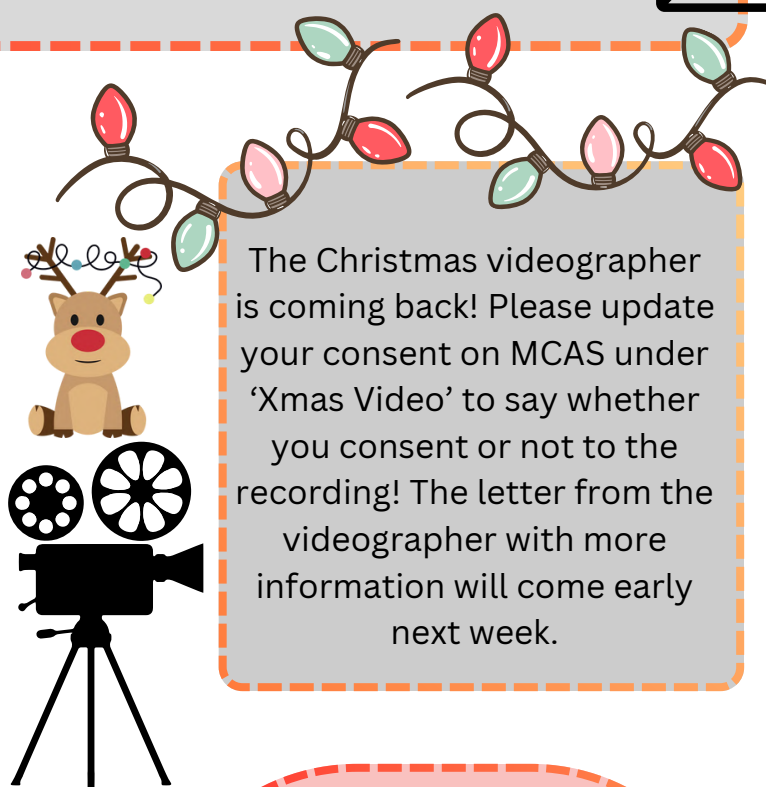 The Christmas videographer
is coming back! Please update
your consent on MCAS under
‘Xmas Video’ to say whether
you consent or not to the
recording! The letter from the
videographer with more
information will come early
next week.